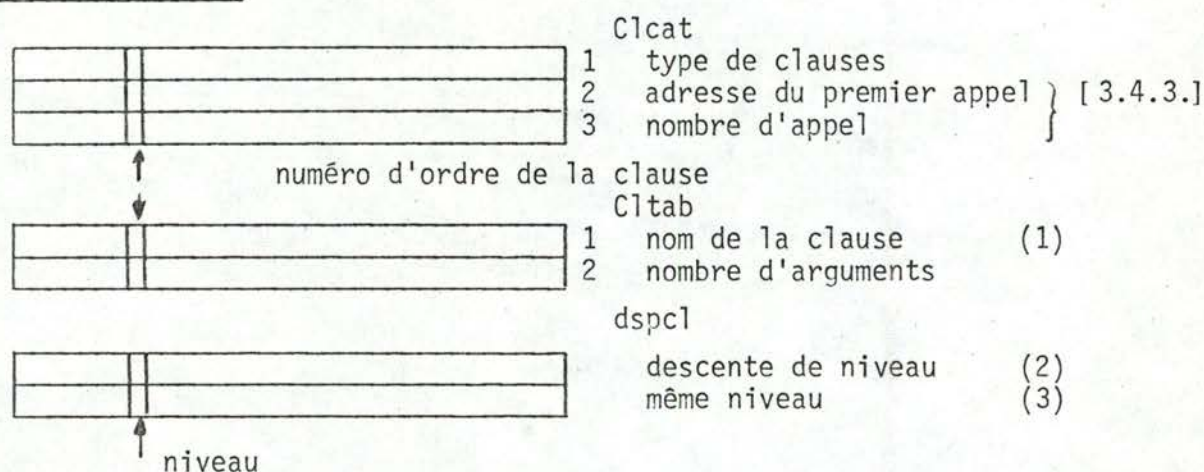 Clcat
1 type de clauses
2 adresse du premier appel } [3.4.3.]
3 nombre d'appel
numéro d'ordre de la clause
Cltab
1 nom de la clause (1)
2 nombre d'arguments
dspcl
descente de niveau (2)
même niveau (3)
niveau